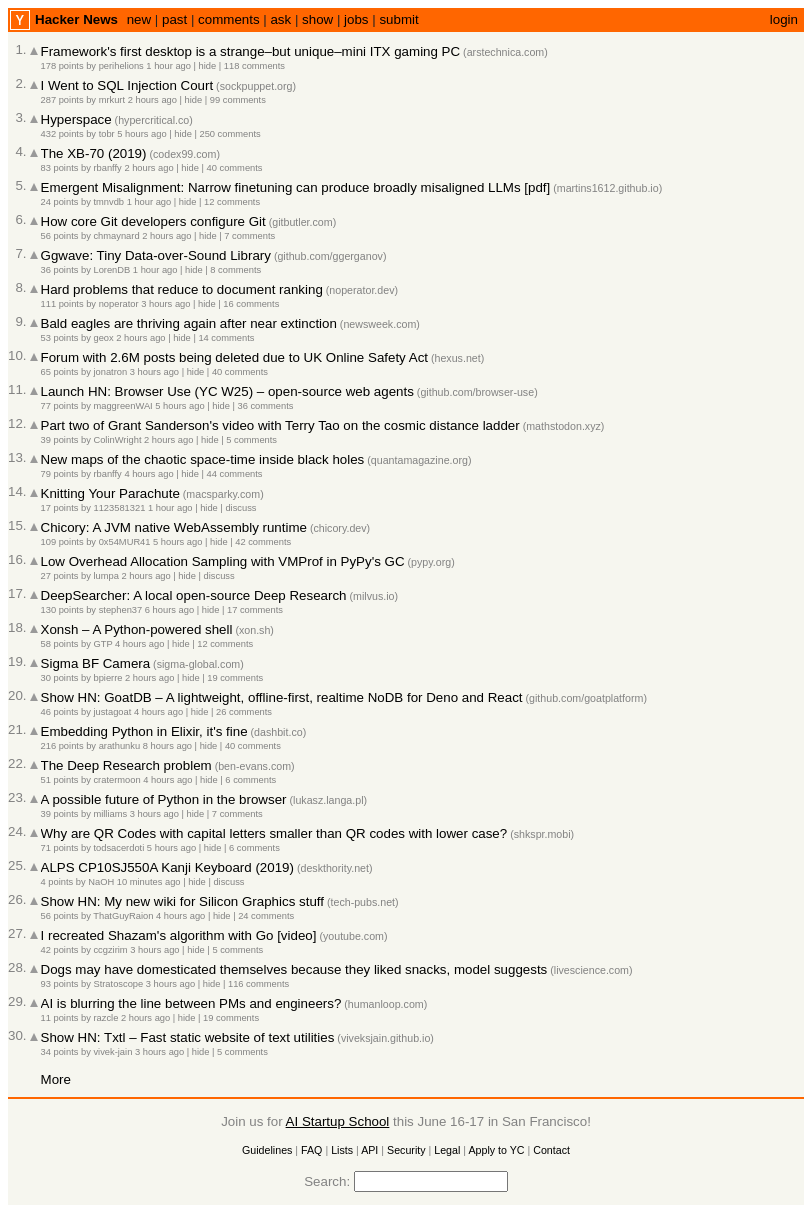 Y Hacker News new | past | comments | ask | show | jobs | submit login
1. ▲ Framework's first desktop is a strange–but unique–mini ITX gaming PC (arstechnica.com)
178 points by perihelions 1 hour ago | hide | 118 comments
2. ▲ I Went to SQL Injection Court (sockpuppet.org)
287 points by mrkurt 2 hours ago | hide | 99 comments
3. ▲ Hyperspace (hypercritical.co)
432 points by tobr 5 hours ago | hide | 250 comments
4. ▲ The XB-70 (2019) (codex99.com)
83 points by rbanffy 2 hours ago | hide | 40 comments
5. ▲ Emergent Misalignment: Narrow finetuning can produce broadly misaligned LLMs [pdf] (martins1612.github.io)
24 points by tmnvdb 1 hour ago | hide | 12 comments
6. ▲ How core Git developers configure Git (gitbutler.com)
56 points by chmaynard 2 hours ago | hide | 7 comments
7. ▲ Ggwave: Tiny Data-over-Sound Library (github.com/ggerganov)
36 points by LorenDB 1 hour ago | hide | 8 comments
8. ▲ Hard problems that reduce to document ranking (noperator.dev)
111 points by noperator 3 hours ago | hide | 16 comments
9. ▲ Bald eagles are thriving again after near extinction (newsweek.com)
53 points by geox 2 hours ago | hide | 14 comments
10. ▲ Forum with 2.6M posts being deleted due to UK Online Safety Act (hexus.net)
65 points by jonatron 3 hours ago | hide | 40 comments
11. ▲ Launch HN: Browser Use (YC W25) – open-source web agents (github.com/browser-use)
77 points by maggreenWAI 5 hours ago | hide | 36 comments
12. ▲ Part two of Grant Sanderson's video with Terry Tao on the cosmic distance ladder (mathstodon.xyz)
39 points by ColinWright 2 hours ago | hide | 5 comments
13. ▲ New maps of the chaotic space-time inside black holes (quantamagazine.org)
79 points by rbanffy 4 hours ago | hide | 44 comments
14. ▲ Knitting Your Parachute (macsparky.com)
17 points by 1123581321 1 hour ago | hide | discuss
15. ▲ Chicory: A JVM native WebAssembly runtime (chicory.dev)
109 points by 0x54MUR41 5 hours ago | hide | 42 comments
16. ▲ Low Overhead Allocation Sampling with VMProf in PyPy's GC (pypy.org)
27 points by lumpa 2 hours ago | hide | discuss
17. ▲ DeepSearcher: A local open-source Deep Research (milvus.io)
130 points by stephen37 6 hours ago | hide | 17 comments
18. ▲ Xonsh – A Python-powered shell (xon.sh)
58 points by GTP 4 hours ago | hide | 12 comments
19. ▲ Sigma BF Camera (sigma-global.com)
30 points by bpierre 2 hours ago | hide | 19 comments
20. ▲ Show HN: GoatDB – A lightweight, offline-first, realtime NoDB for Deno and React (github.com/goatplatform)
46 points by justagoat 4 hours ago | hide | 26 comments
21. ▲ Embedding Python in Elixir, it's fine (dashbit.co)
216 points by arathunku 8 hours ago | hide | 40 comments
22. ▲ The Deep Research problem (ben-evans.com)
51 points by cratermoon 4 hours ago | hide | 6 comments
23. ▲ A possible future of Python in the browser (lukasz.langa.pl)
39 points by milliams 3 hours ago | hide | 7 comments
24. ▲ Why are QR Codes with capital letters smaller than QR codes with lower case? (shkspr.mobi)
71 points by todsacerdoti 5 hours ago | hide | 6 comments
25. ▲ ALPS CP10SJ550A Kanji Keyboard (2019) (deskthority.net)
4 points by NaOH 10 minutes ago | hide | discuss
26. ▲ Show HN: My new wiki for Silicon Graphics stuff (tech-pubs.net)
56 points by ThatGuyRaion 4 hours ago | hide | 24 comments
27. ▲ I recreated Shazam's algorithm with Go [video] (youtube.com)
42 points by ccgzirim 3 hours ago | hide | 5 comments
28. ▲ Dogs may have domesticated themselves because they liked snacks, model suggests (livescience.com)
93 points by Stratoscope 3 hours ago | hide | 116 comments
29. ▲ AI is blurring the line between PMs and engineers? (humanloop.com)
11 points by razcle 2 hours ago | hide | 19 comments
30. ▲ Show HN: Txtl – Fast static website of text utilities (viveksjain.github.io)
34 points by vivek-jain 3 hours ago | hide | 5 comments
More
Join us for AI Startup School this June 16-17 in San Francisco!
Guidelines | FAQ | Lists | API | Security | Legal | Apply to YC | Contact
Search: